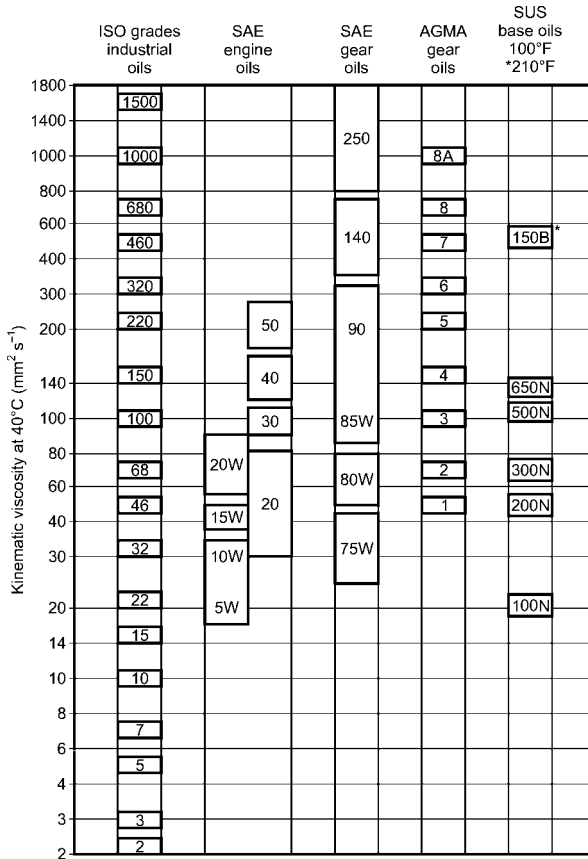 ISO grades
industrial
oils
SAE
engine
oils
SAE
gear
oils
AGMA
gear
oils
SUS
base oils
100°F
*210°F
Kinematic viscosity at 40°C (mm² s⁻¹)
1800
1400
1000
800
600
400
300
200
140
100
80
60
40
30
20
14
10
8
6
4
3
2
1500
1000
680
460
320
220
150
100
68
46
32
22
15
10
7
5
3
2
20W
15W
10W
5W
50
40
30
20
250
140
90
85W
80W
75W
8A
8
7
6
5
4
3
2
1
150B *
650N
500N
300N
200N
100N